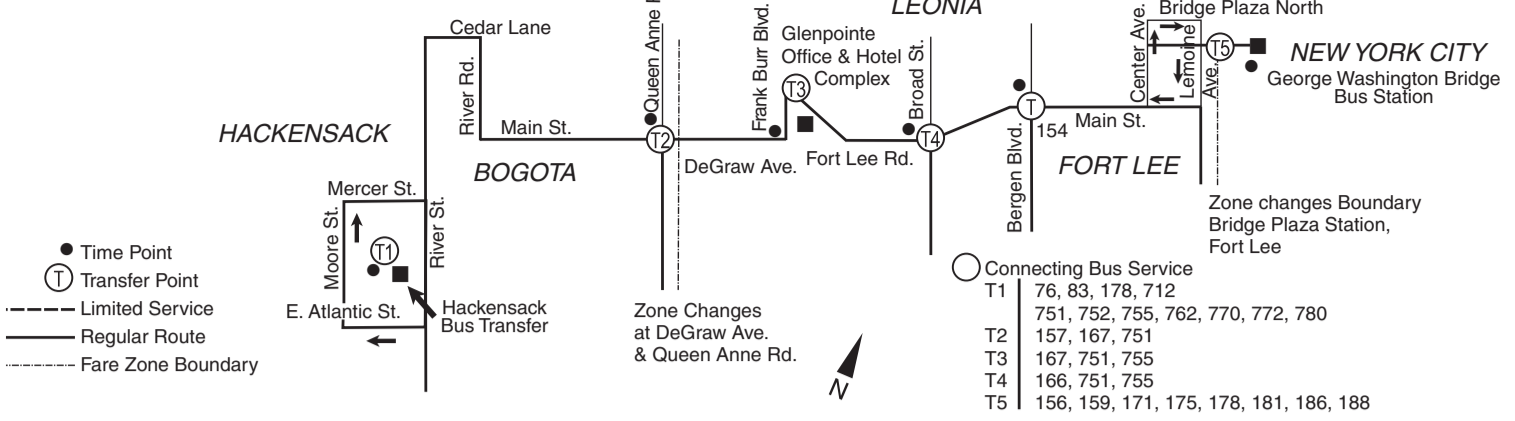 LEONIA
Bridge Plaza North
Cedar Lane
River Rd.
Queen Anne
Frank Burr Blvd.
Glenpointe
Office & Hotel
Complex
Broad St.
Center Ave.
Lemoine
Ave.
T5
NEW YORK CITY
George Washington Bridge
Bus Station
HACKENSACK
Main St.
BOGOTA
T2
T3
DeGraw Ave.
Fort Lee Rd.
T4
T
154
Main St.
Bergen Blvd.
FORT LEE
Mercer St.
Moore St.
River St.
T1
E. Atlantic St.
Hackensack
Bus Transfer
Zone Changes
at DeGraw Ave.
& Queen Anne Rd.
Zone changes Boundary
Bridge Plaza Station,
Fort Lee
Time Point
T Transfer Point
Limited Service
Regular Route
Fare Zone Boundary
N
Connecting Bus Service
T1 76, 83, 178, 712
751, 752, 755, 762, 770, 772, 780
T2 157, 167, 751
T3 167, 751, 755
T4 166, 751, 755
T5 156, 159, 171, 175, 178, 181, 186, 188